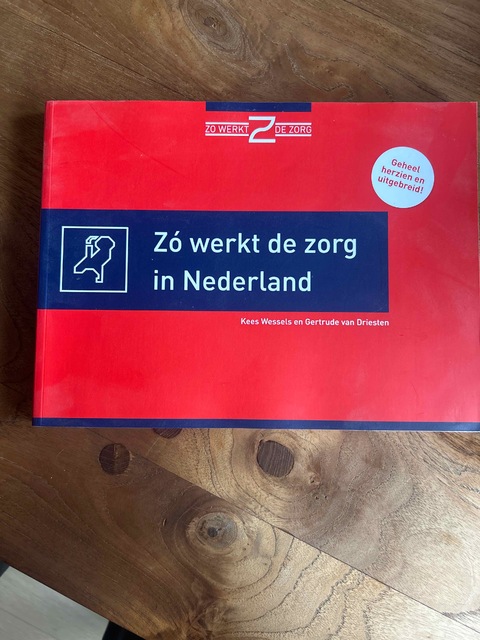 ZO WERKT Z DE ZORG
Geheel
herzien en
uitgebreid!
Zó werkt de zorg
in Nederland
Kees Wessels en Gertrude van Driesten